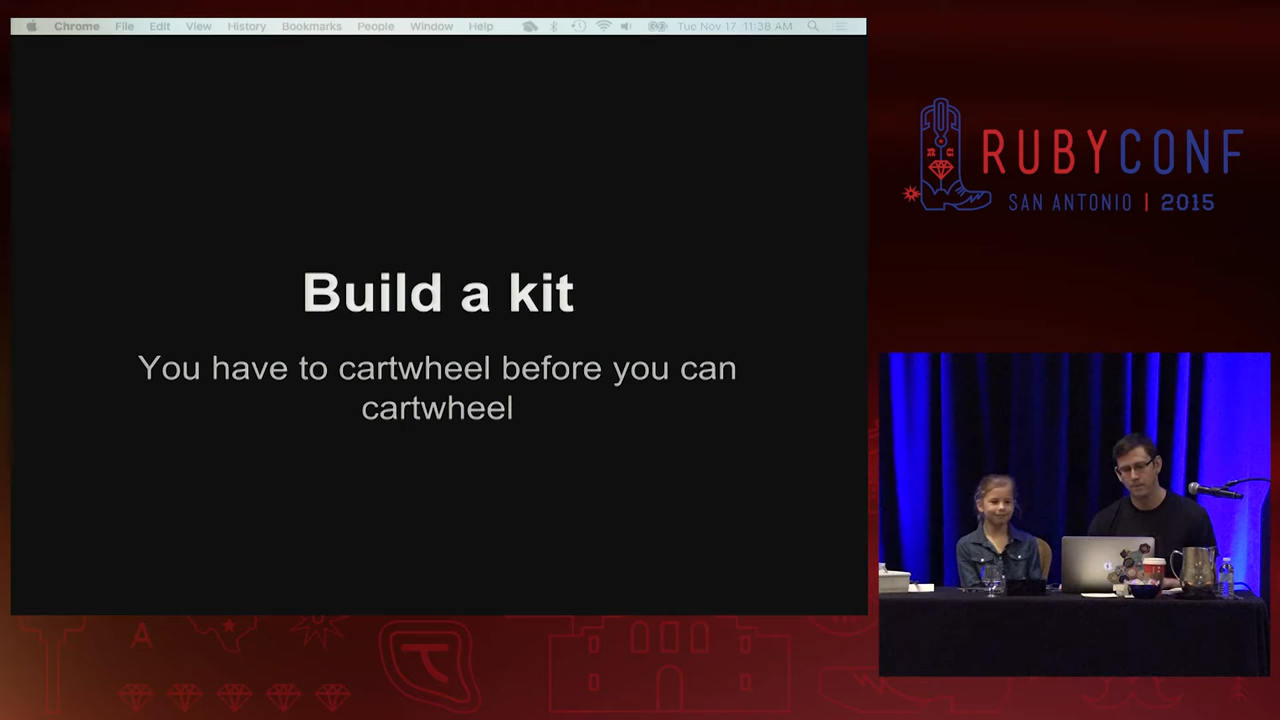 Chrome File Edit View History Bookmarks People Window Help Tue Nov 17 11:38 AM
Build a kit
You have to cartwheel before you can
cartwheel
RUBYCONF
SAN ANTONIO | 2015
A